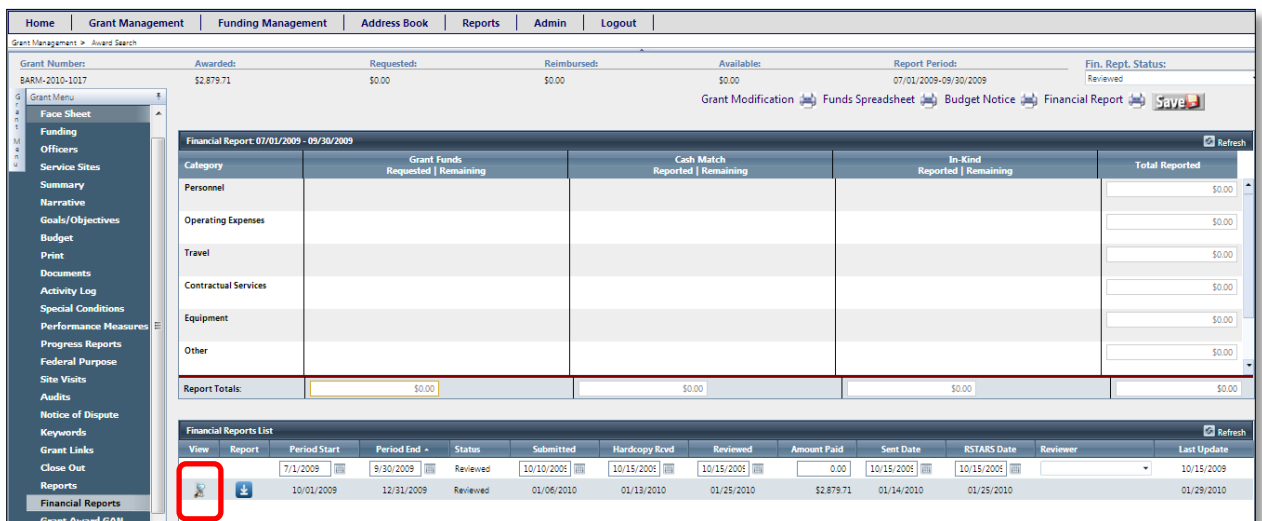 Home Grant Management Funding Management Address Book Reports Admin Logout
Grant Management > Award Search
Grant Number: Awarded: Requested: Reimbursed: Available: Report Period: Fin. Rept. Status:
BARM-2010-1017 $2,879.71 $0.00 $0.00 $0.00 07/01/2009-09/30/2009 Reviewed
Grant Modification Funds Spreadsheet Budget Notice Financial Report Save
Grant Menu
Grant Menu
Face Sheet
Funding
Officers
Service Sites
Summary
Narrative
Goals/Objectives
Budget
Print
Documents
Activity Log
Special Conditions
Performance Measures
Progress Reports
Federal Purpose
Site Visits
Audits
Notice of Dispute
Keywords
Grant Links
Close Out
Reports
Financial Reports
Grant Award GAN
Financial Report: 07/01/2009 - 09/30/2009 Refresh
Category Grant Funds Cash Match In-Kind Total Reported
Requested | Remaining Reported | Remaining Reported | Remaining
Personnel $0.00
Operating Expenses $0.00
Travel $0.00
Contractual Services $0.00
Equipment $0.00
Other $0.00
Report Totals: $0.00 $0.00 $0.00 $0.00
Financial Reports List Refresh
View Report Period Start Period End Status Submitted Hardcopy Rcvd Reviewed Amount Paid Sent Date RSTARS Date Reviewer Last Update
7/1/2009 9/30/2009 Reviewed 10/10/2009 10/15/2009 10/15/2009 0.00 10/15/2009 10/15/2009 10/15/2009
10/01/2009 12/31/2009 Reviewed 01/06/2010 01/13/2010 01/25/2010 $2,879.71 01/14/2010 01/25/2010 01/29/2010